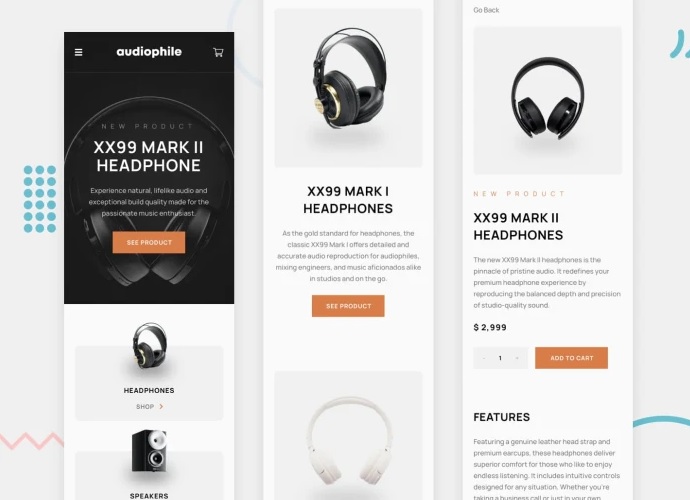 audiophile
NEW PRODUCT
XX99 MARK II
HEADPHONE
Experience natural, lifelike audio and
exceptional build quality made for the
passionate music enthusiast.
SEE PRODUCT
HEADPHONES
SHOP
SPEAKERS
XX99 MARK I
HEADPHONES
As the gold standard for headphones, the
classic XX99 Mark I offers detailed and
accurate audio reproduction for audiophiles,
mixing engineers, and music aficionados alike
in studios and on the go.
SEE PRODUCT
Go Back
NEW PRODUCT
XX99 MARK II
HEADPHONES
The new XX99 Mark II headphones is the
pinnacle of pristine audio. It redefines your
premium headphone experience by
reproducing the balanced depth and precision
of studio-quality sound.
$ 2,999
- 1 +
ADD TO CART
FEATURES
Featuring a genuine leather head strap and
premium earcups, these headphones deliver
superior comfort for those who like to enjoy
endless listening. It includes intuitive controls
designed for any situation. Whether you're
taking a business call or just in your own